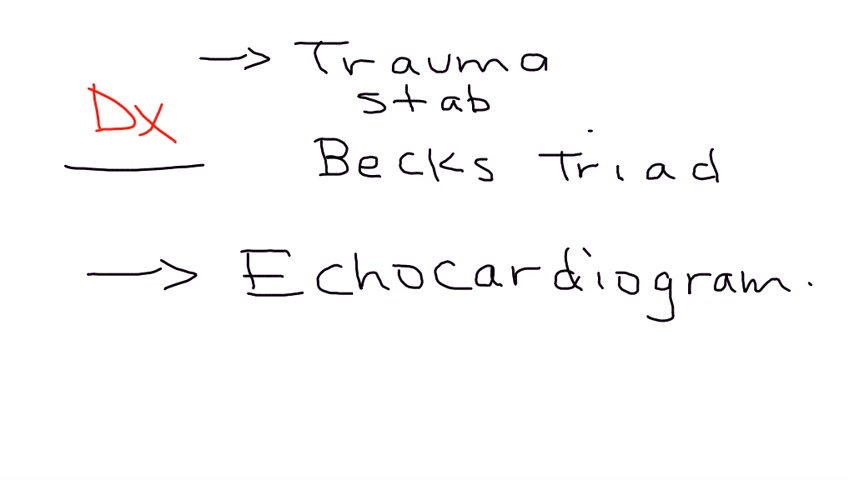 → Trauma
stab
Dx
Becks Triad
→ Echocardiogram.